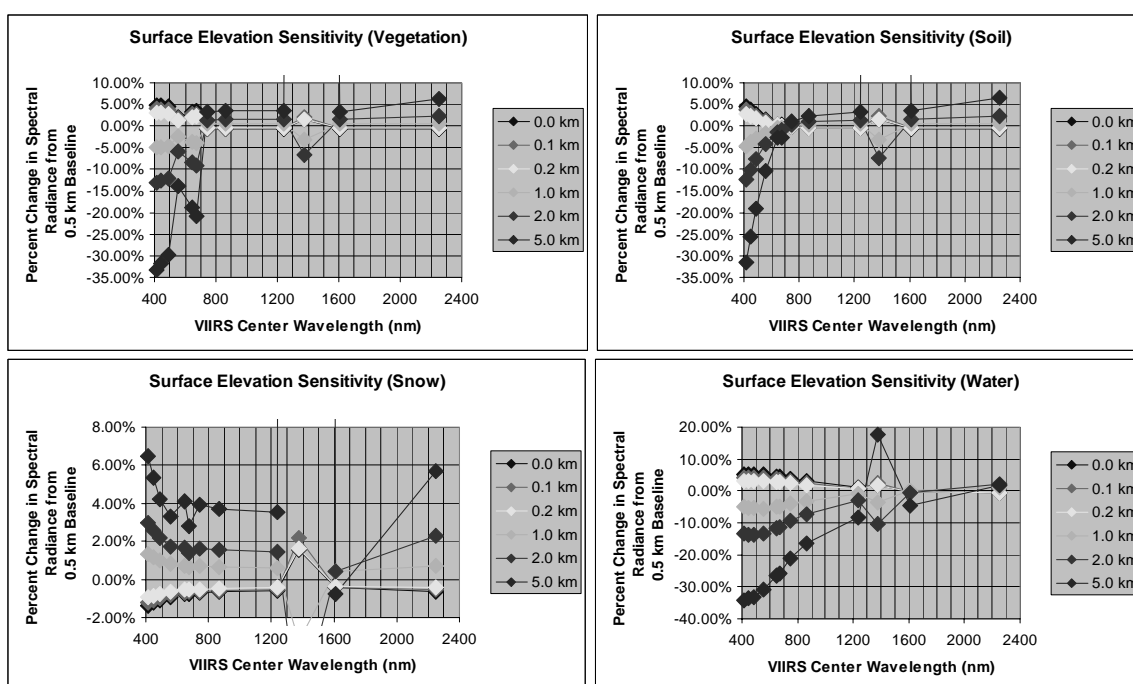 Surface Elevation Sensitivity (Vegetation)
Percent Change in Spectral
Radiance from
0.5 km Baseline
10.00%
5.00%
0.00%
-5.00%
-10.00%
-15.00%
-20.00%
-25.00%
-30.00%
-35.00%
400 800 1200 1600 2000 2400
VIIRS Center Wavelength (nm)
0.0 km
0.1 km
0.2 km
1.0 km
2.0 km
5.0 km
Surface Elevation Sensitivity (Soil)
Percent Change in Spectral
Radiance from
0.5 km Baseline
10.00%
5.00%
0.00%
-5.00%
-10.00%
-15.00%
-20.00%
-25.00%
-30.00%
-35.00%
400 800 1200 1600 2000 2400
VIIRS Center Wavelength (nm)
0.0 km
0.1 km
0.2 km
1.0 km
2.0 km
5.0 km
Surface Elevation Sensitivity (Snow)
Percent Change in Spectral
Radiance from
0.5 km Baseline
8.00%
6.00%
4.00%
2.00%
0.00%
-2.00%
400 800 1200 1600 2000 2400
VIIRS Center Wavelength (nm)
0.0 km
0.1 km
0.2 km
1.0 km
2.0 km
5.0 km
Surface Elevation Sensitivity (Water)
Percent Change in Spectral
Radiance from
0.5 km Baseline
20.00%
10.00%
0.00%
-10.00%
-20.00%
-30.00%
-40.00%
400 800 1200 1600 2000 2400
VIIRS Center Wavelength (nm)
0.0 km
0.1 km
0.2 km
1.0 km
2.0 km
5.0 km